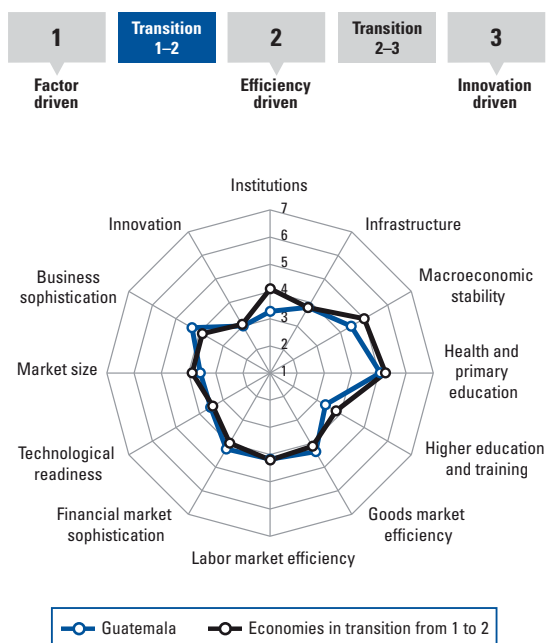 1
Transition
1–2
2
Transition
2–3
3
Factor
driven
Efficiency
driven
Innovation
driven
Institutions
7
Innovation
6
Infrastructure
5
Business
sophistication
4
Macroeconomic
stability
3
2
Market size
1
Health and
primary
education
Technological
readiness
Higher education
and training
Financial market
sophistication
Goods market
efficiency
Labor market efficiency
Guatemala
Economies in transition from 1 to 2